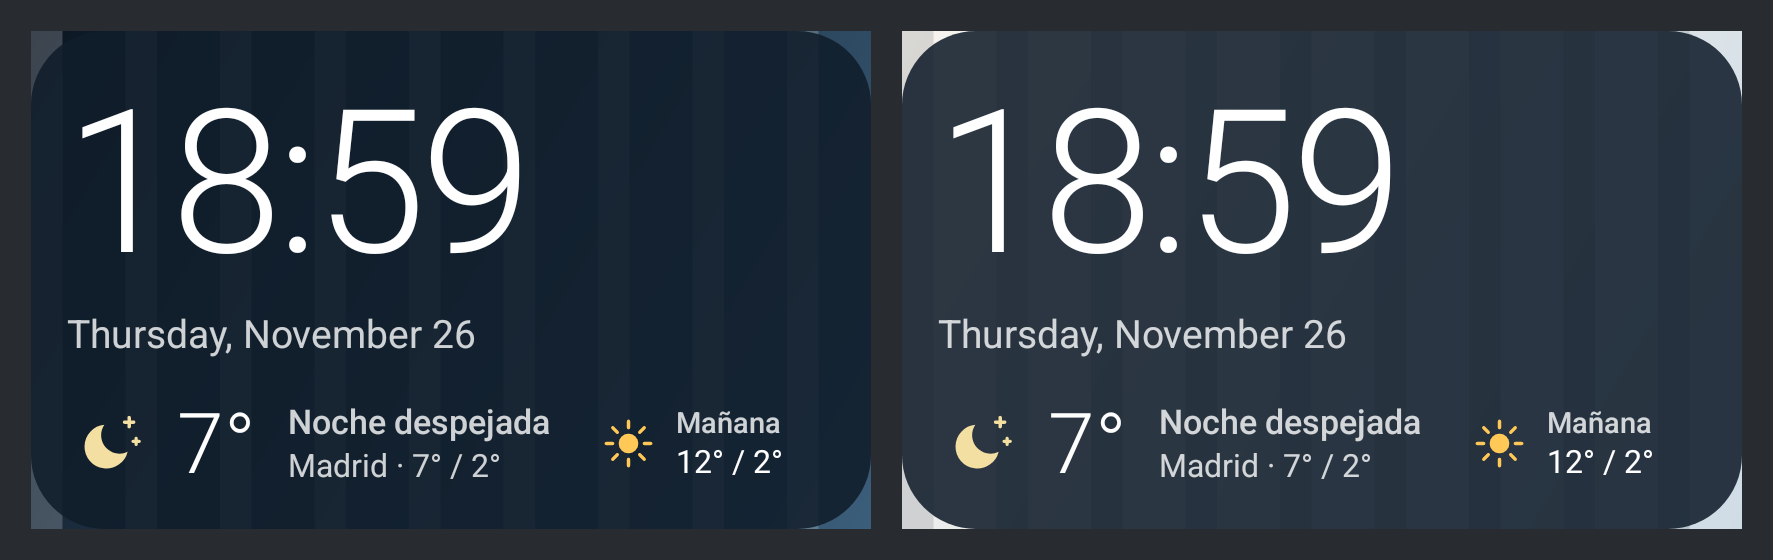 18:59
Thursday, November 26
7°
Noche despejada
Madrid · 7° / 2°
Mañana
12° / 2°
18:59
Thursday, November 26
7°
Noche despejada
Madrid · 7° / 2°
Mañana
12° / 2°